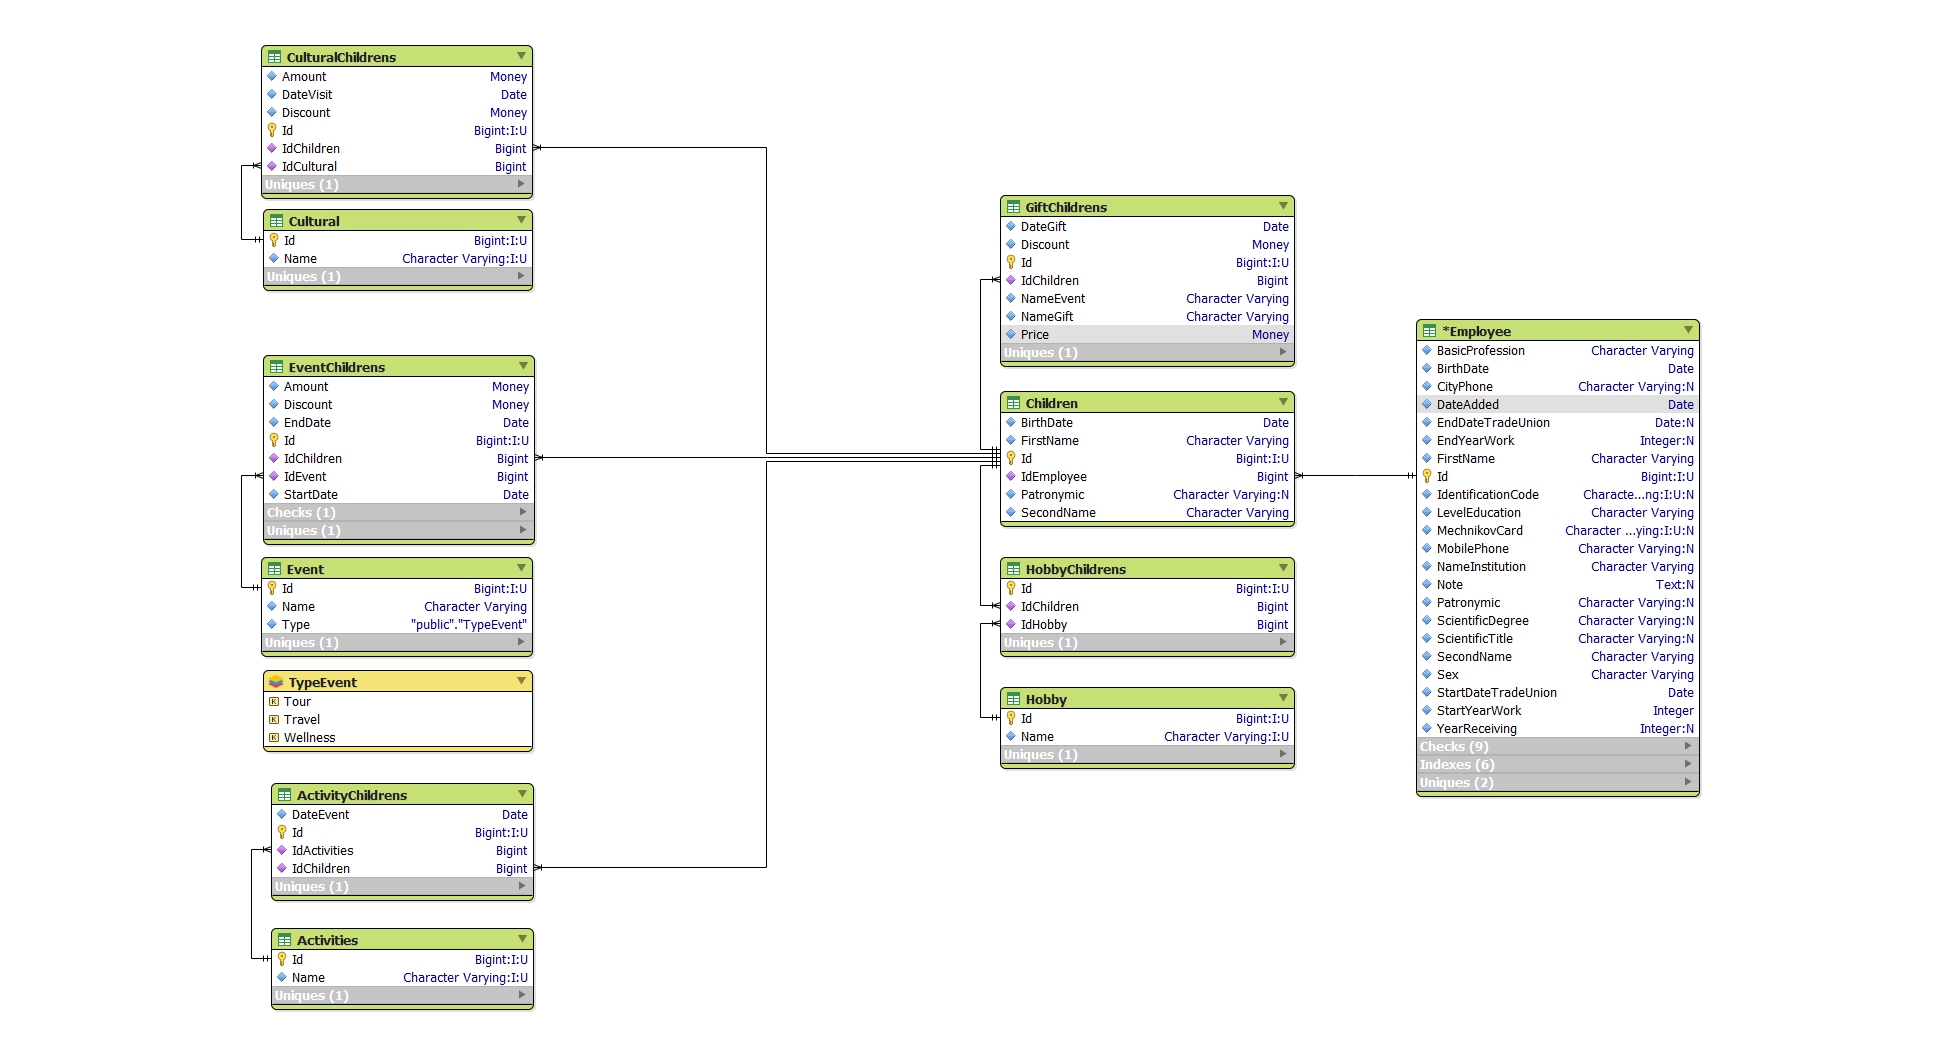 CulturalChildrens
Amount Money
DateVisit Date
Discount Money
Id Bigint:I:U
IdChildren Bigint
IdCultural Bigint
Uniques (1)
Cultural
Id Bigint:I:U
Name Character Varying:I:U
Uniques (1)
EventChildrens
Amount Money
Discount Money
EndDate Date
Id Bigint:I:U
IdChildren Bigint
IdEvent Bigint
StartDate Date
Checks (1)
Uniques (1)
Event
Id Bigint:I:U
Name Character Varying
Type "public"."TypeEvent"
Uniques (1)
TypeEvent
K Tour
K Travel
K Wellness
ActivityChildrens
DateEvent Date
Id Bigint:I:U
IdActivities Bigint
IdChildren Bigint
Uniques (1)
Activities
Id Bigint:I:U
Name Character Varying:I:U
Uniques (1)
GiftChildrens
DateGift Date
Discount Money
Id Bigint:I:U
IdChildren Bigint
NameEvent Character Varying
NameGift Character Varying
Price Money
Uniques (1)
Children
BirthDate Date
FirstName Character Varying
Id Bigint:I:U
IdEmployee Bigint
Patronymic Character Varying:N
SecondName Character Varying
HobbyChildrens
Id Bigint:I:U
IdChildren Bigint
IdHobby Bigint
Uniques (1)
Hobby
Id Bigint:I:U
Name Character Varying:I:U
Uniques (1)
*Employee
BasicProfession Character Varying
BirthDate Date
CityPhone Character Varying:N
DateAdded Date
EndDateTradeUnion Date:N
EndYearWork Integer:N
FirstName Character Varying
Id Bigint:I:U
IdentificationCode Characte...ng:I:U:N
LevelEducation Character Varying
MechnikovCard Character ...ying:I:U:N
MobilePhone Character Varying:N
NameInstitution Character Varying
Note Text:N
Patronymic Character Varying:N
ScientificDegree Character Varying:N
ScientificTitle Character Varying:N
SecondName Character Varying
Sex Character Varying
StartDateTradeUnion Date
StartYearWork Integer
YearReceiving Integer:N
Checks (9)
Indexes (6)
Uniques (2)